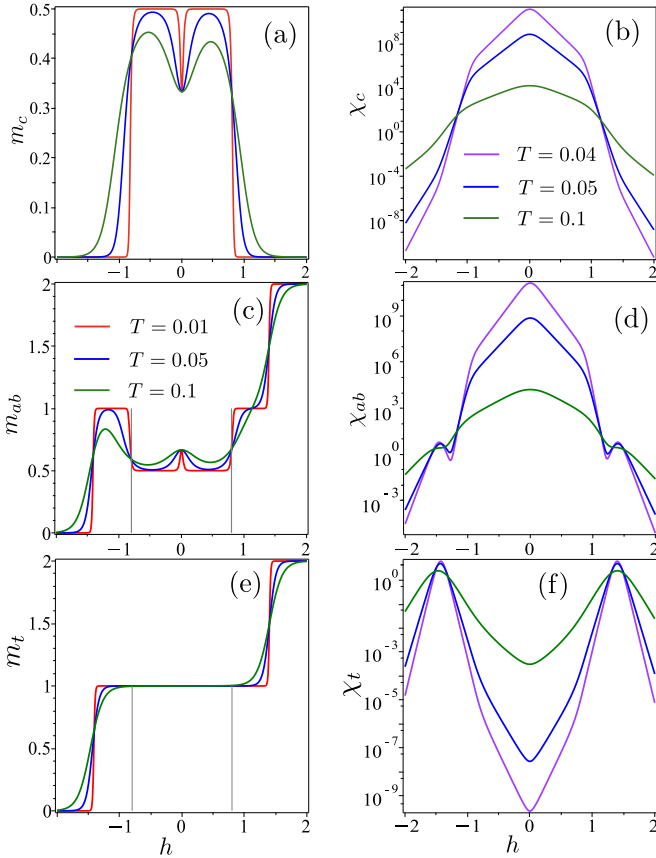 (a)
m_c
0.5
0.4
0.3
0.2
0.1
0
−1
0
1
2
(b)
χ_c
10^8
10^4
10^0
10^−4
10^−8
T = 0.04
T = 0.05
T = 0.1
−2
−1
0
1
2
(c)
m_ab
2
1.5
1
0.5
0
T = 0.01
T = 0.05
T = 0.1
−1
0
1
2
(d)
χ_ab
10^9
10^6
10^3
10^0
10^−3
−2
−1
0
1
2
(e)
m_t
2
1.5
1
0.5
0
−1
0
1
2
h
(f)
χ_t
10^0
10^−3
10^−5
10^−7
10^−9
−2
−1
0
1
2
h